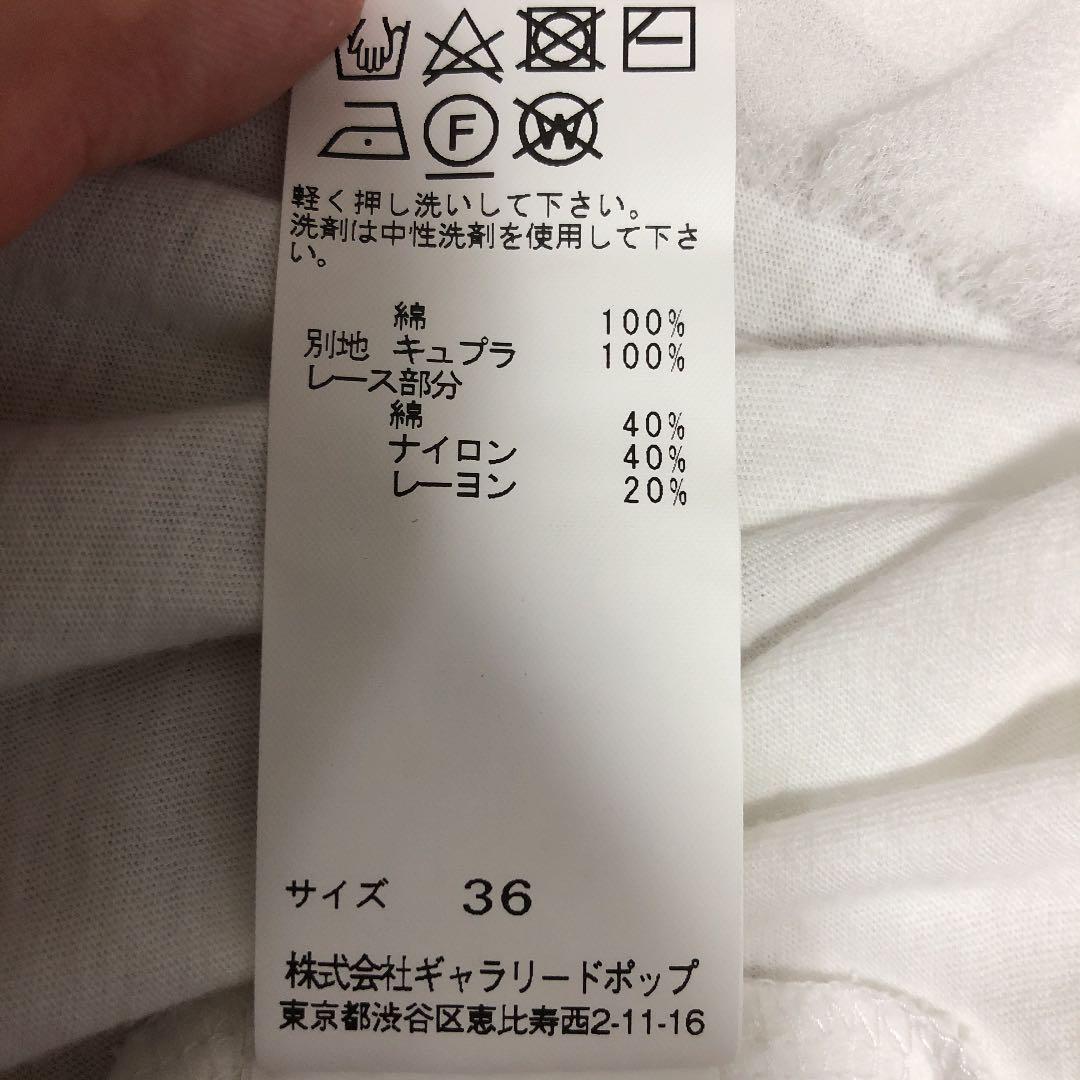 F W
軽く押し洗いして下さい。
洗剤は中性洗剤を使用して下さ
い。
綿 100%
別地 キュプラ 100%
レース部分
綿 40%
ナイロン 40%
レーヨン 20%
サイズ 36
株式会社ギャラリードポップ
東京都渋谷区恵比寿西2-11-16